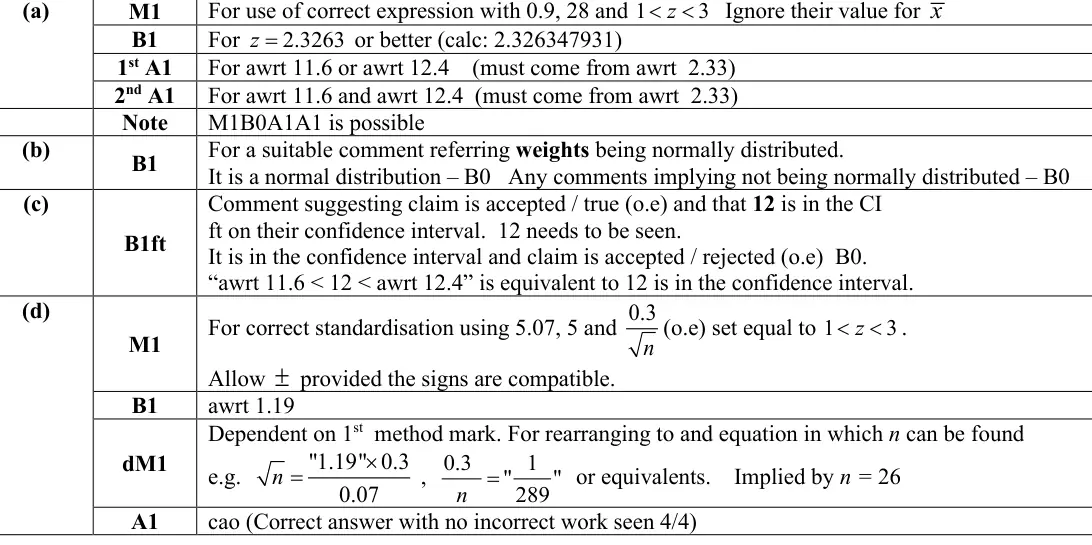 (a) M1 For use of correct expression with 0.9, 28 and 1 < z < 3 Ignore their value for x̅
B1 For z = 2.3263 or better (calc: 2.326347931)
1st A1 For awrt 11.6 or awrt 12.4 (must come from awrt 2.33)
2nd A1 For awrt 11.6 and awrt 12.4 (must come from awrt 2.33)
Note M1B0A1A1 is possible
(b) B1 For a suitable comment referring weights being normally distributed.
It is a normal distribution – B0 Any comments implying not being normally distributed – B0
(c) B1ft Comment suggesting claim is accepted / true (o.e) and that 12 is in the CI
ft on their confidence interval. 12 needs to be seen.
It is in the confidence interval and claim is accepted / rejected (o.e) B0.
“awrt 11.6 < 12 < awrt 12.4” is equivalent to 12 is in the confidence interval.
(d) M1 For correct standardisation using 5.07, 5 and 0.3/√n (o.e) set equal to 1 < z < 3 .
Allow ± provided the signs are compatible.
B1 awrt 1.19
dM1 Dependent on 1st method mark. For rearranging to and equation in which n can be found
e.g. √n = "1.19"×0.3/0.07 , 0.3/n = "1/289" or equivalents. Implied by n = 26
A1 cao (Correct answer with no incorrect work seen 4/4)